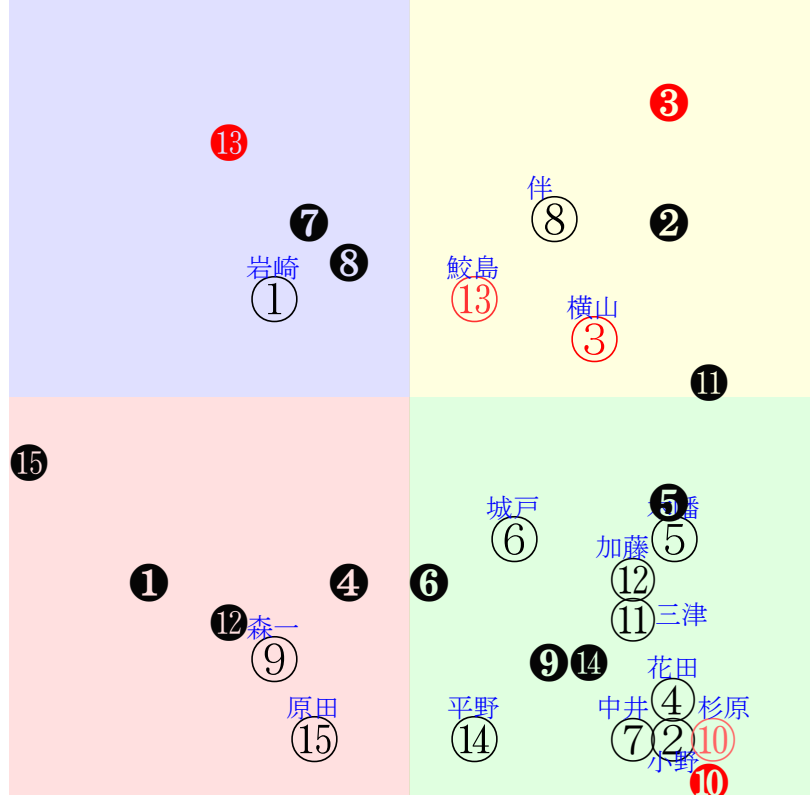 ❸
⓭
伴
⑧
❼
❷
❽
岩崎
①
鮫島
⑬
横山
③
⓫
⓯
❺
城戸
幡
⑥
⑤
加藤
⑫
❶
❹
❻
⓬
森一
⑨
⑪
三津
❾
⓮
花田
④
原田
⑮
平野
⑭
中井
⑦
②
杉原
⑩
小野
❿